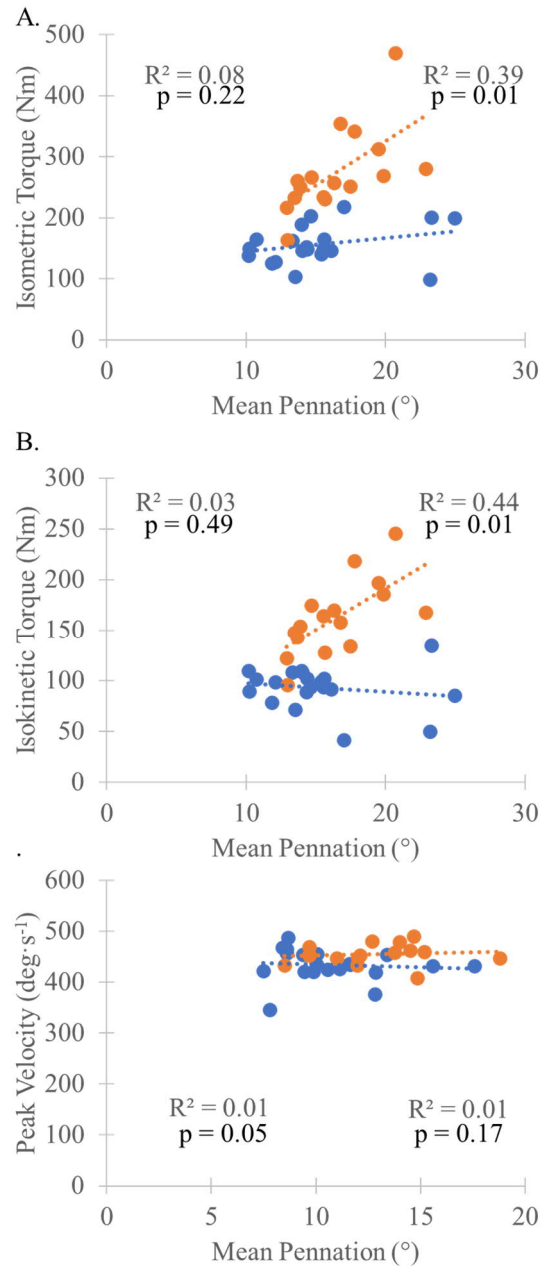 A.
500
R² = 0.08
R² = 0.39
p = 0.22
p = 0.01
400
300
200
100
0
Isometric Torque (Nm)
0
10
20
30
Mean Pennation (°)
B.
300
R² = 0.03
R² = 0.44
p = 0.49
p = 0.01
250
200
150
100
50
0
Isokinetic Torque (Nm)
0
10
20
30
Mean Pennation (°)
.
600
500
400
300
200
100
0
Peak Velocity (deg·s⁻¹)
R² = 0.01
R² = 0.01
p = 0.05
p = 0.17
0
5
10
15
20
Mean Pennation (°)